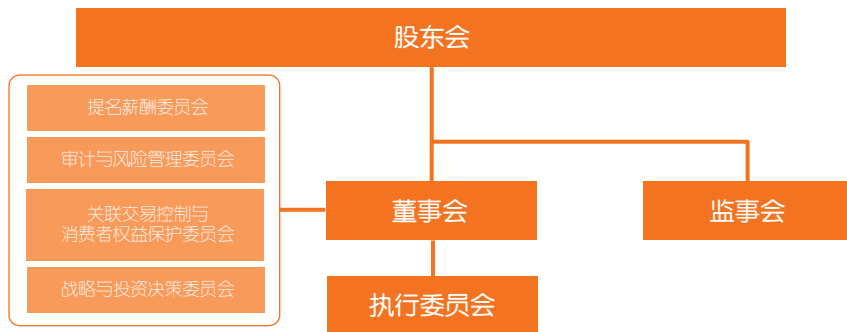 股东会
提名薪酬委员会
审计与风险管理委员会
关联交易控制与
消费者权益保护委员会
战略与投资决策委员会
董事会
监事会
执行委员会